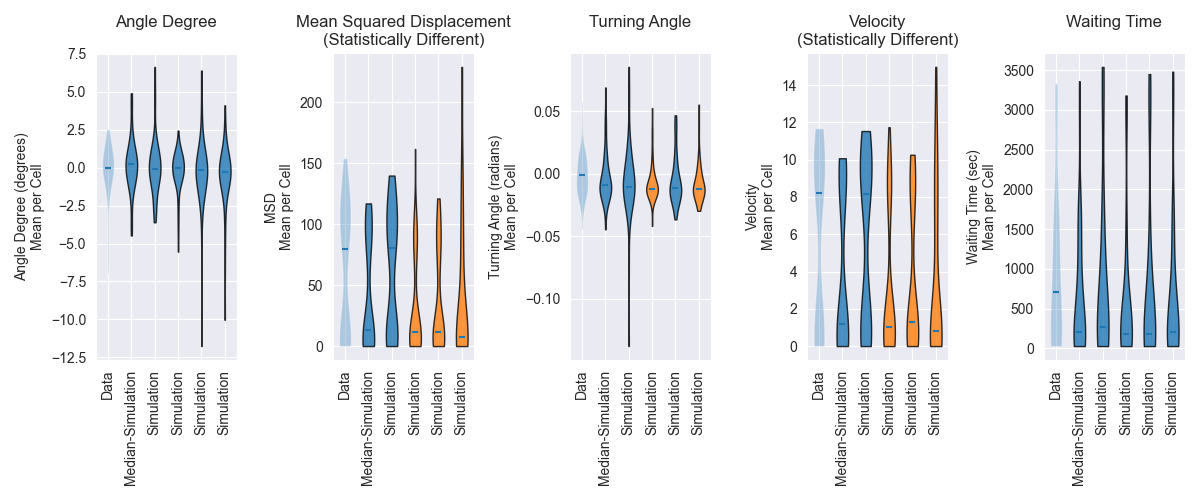 Angle Degree
Angle Degree (degrees)
Mean per Cell
7.5
5.0
2.5
0.0
−2.5
−5.0
−7.5
−10.0
−12.5
Data
Median-Simulation
Simulation
Simulation
Simulation
Simulation
Mean Squared Displacement
(Statistically Different)
MSD
Mean per Cell
200
150
100
50
0
Data
Median-Simulation
Simulation
Simulation
Simulation
Simulation
Turning Angle
Turning Angle (radians)
Mean per Cell
0.05
0.00
−0.05
−0.10
Data
Median-Simulation
Simulation
Simulation
Simulation
Simulation
Velocity
(Statistically Different)
Velocity
Mean per Cell
14
12
10
8
6
4
2
0
Data
Median-Simulation
Simulation
Simulation
Simulation
Simulation
Waiting Time
Waiting Time (sec)
Mean per Cell
3500
3000
2500
2000
1500
1000
500
0
Data
Median-Simulation
Simulation
Simulation
Simulation
Simulation